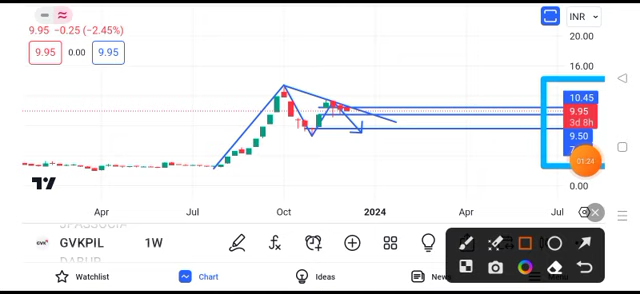 INR
9.95 −0.25 (−2.45%)
9.95 0.00 9.95
20.00
16.00
10.45
9.95
3d 8h
9.50
01:24
0.00
Apr Jul Oct 2024 Apr Jul
GVKPIL 1W
Watchlist Chart Ideas News Menu